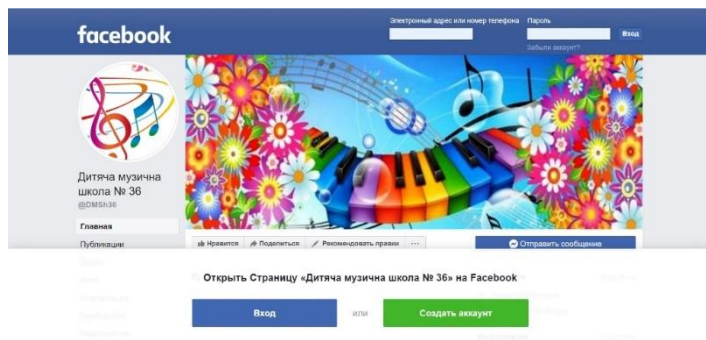 facebook
Электронный адрес или номер телефона
Пароль
Вход
Забыли аккаунт?
Дитяча музична
школа № 36
@DMSh36
Главная
Публикации
Нравится
Поделиться
Рекомендовать правки
...
Отправить сообщение
Открыть Страницу «Дитяча музична школа № 36» на Facebook
Вход
или
Создать аккаунт